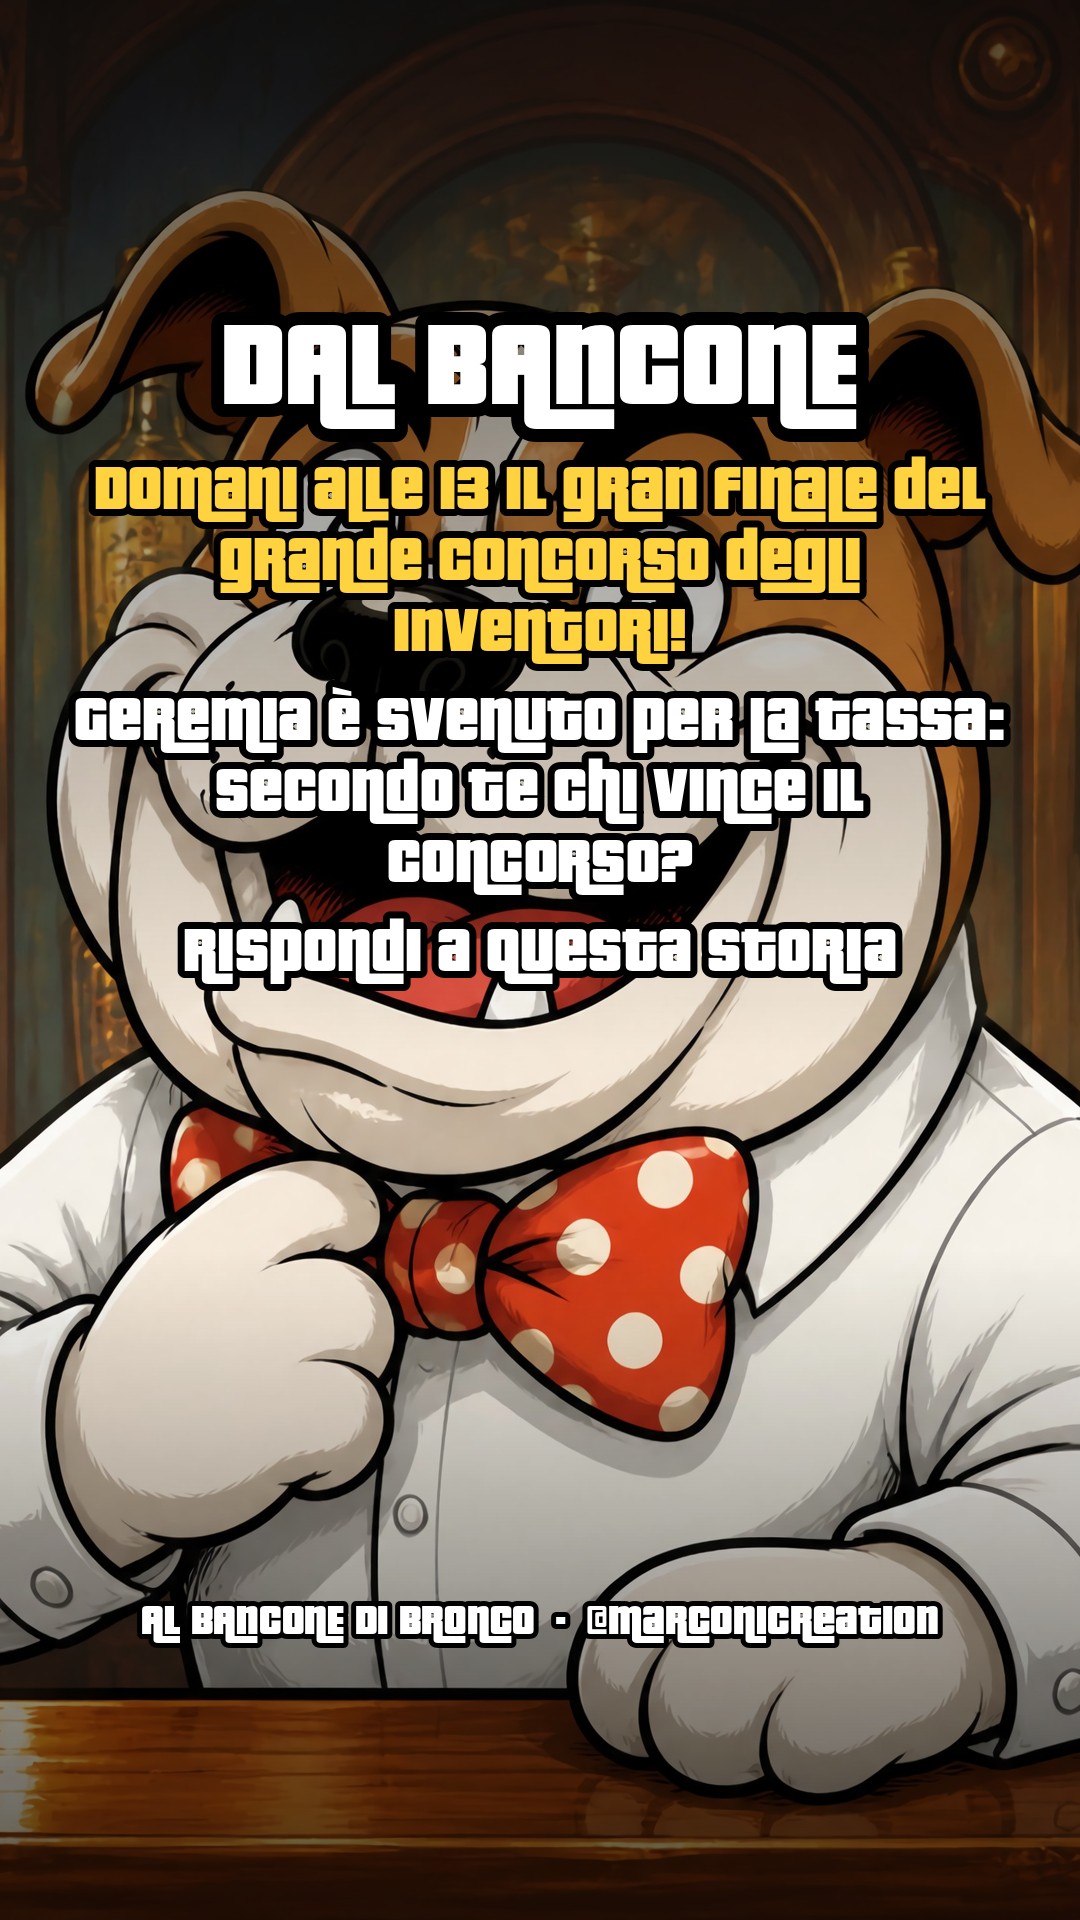 DAL BANCONE
Domani alle 13 il gran finale del
grande concorso degli
inventori!
Geremia è svenuto per la tassa:
secondo te chi vince il
concorso?
Rispondi a questa storia
AL BANCONE DI BRONCO - @marconicreation